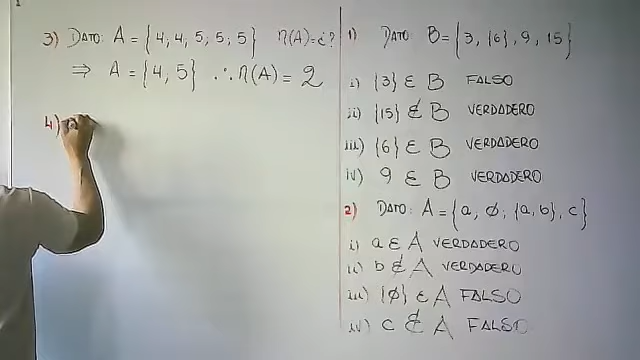 3) DATO: A = {4, 4, 5, 5, 5} n(A)=¿?
⇒ A = {4, 5} ∴ n(A) = 2
4)
1) DATO: B = {3, {6}, 9, 15}
i) {3} ε B FALSO
ii) {15} ∉ B VERDADERO
iii) {6} ε B VERDADERO
iv) 9 ε B VERDADERO
2) DATO: A = {a, ∅, {a, b}, c}
i) a ε A VERDADERO
ii) b ∉ A VERDADERO
iii) {∅} ε A FALSO
iv) c ∉ A FALSO